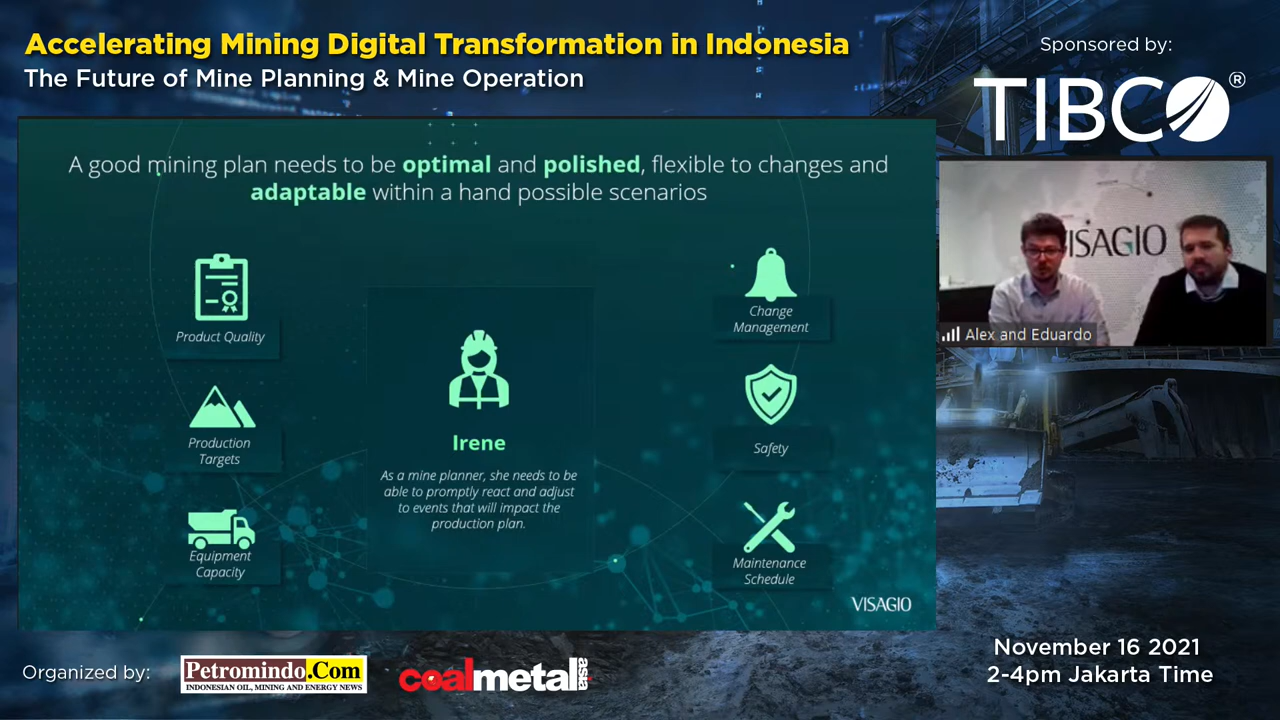 Accelerating Mining Digital Transformation in Indonesia
The Future of Mine Planning & Mine Operation
Sponsored by:
TIBCO®
A good mining plan needs to be optimal and polished, flexible to changes and
adaptable within a hand possible scenarios
Product Quality
Production
Targets
Equipment
Capacity
Irene
As a mine planner, she needs to be
able to promptly react and adjust
to events that will impact the
production plan.
Change
Management
Safety
Maintenance
Schedule
VISAGIO
VISAGIO
Alex and Eduardo
November 16 2021
2-4pm Jakarta Time
Organized by:
Petromindo.Com
INDONESIAN OIL, MINING AND ENERGY NEWS
coalmetal asia